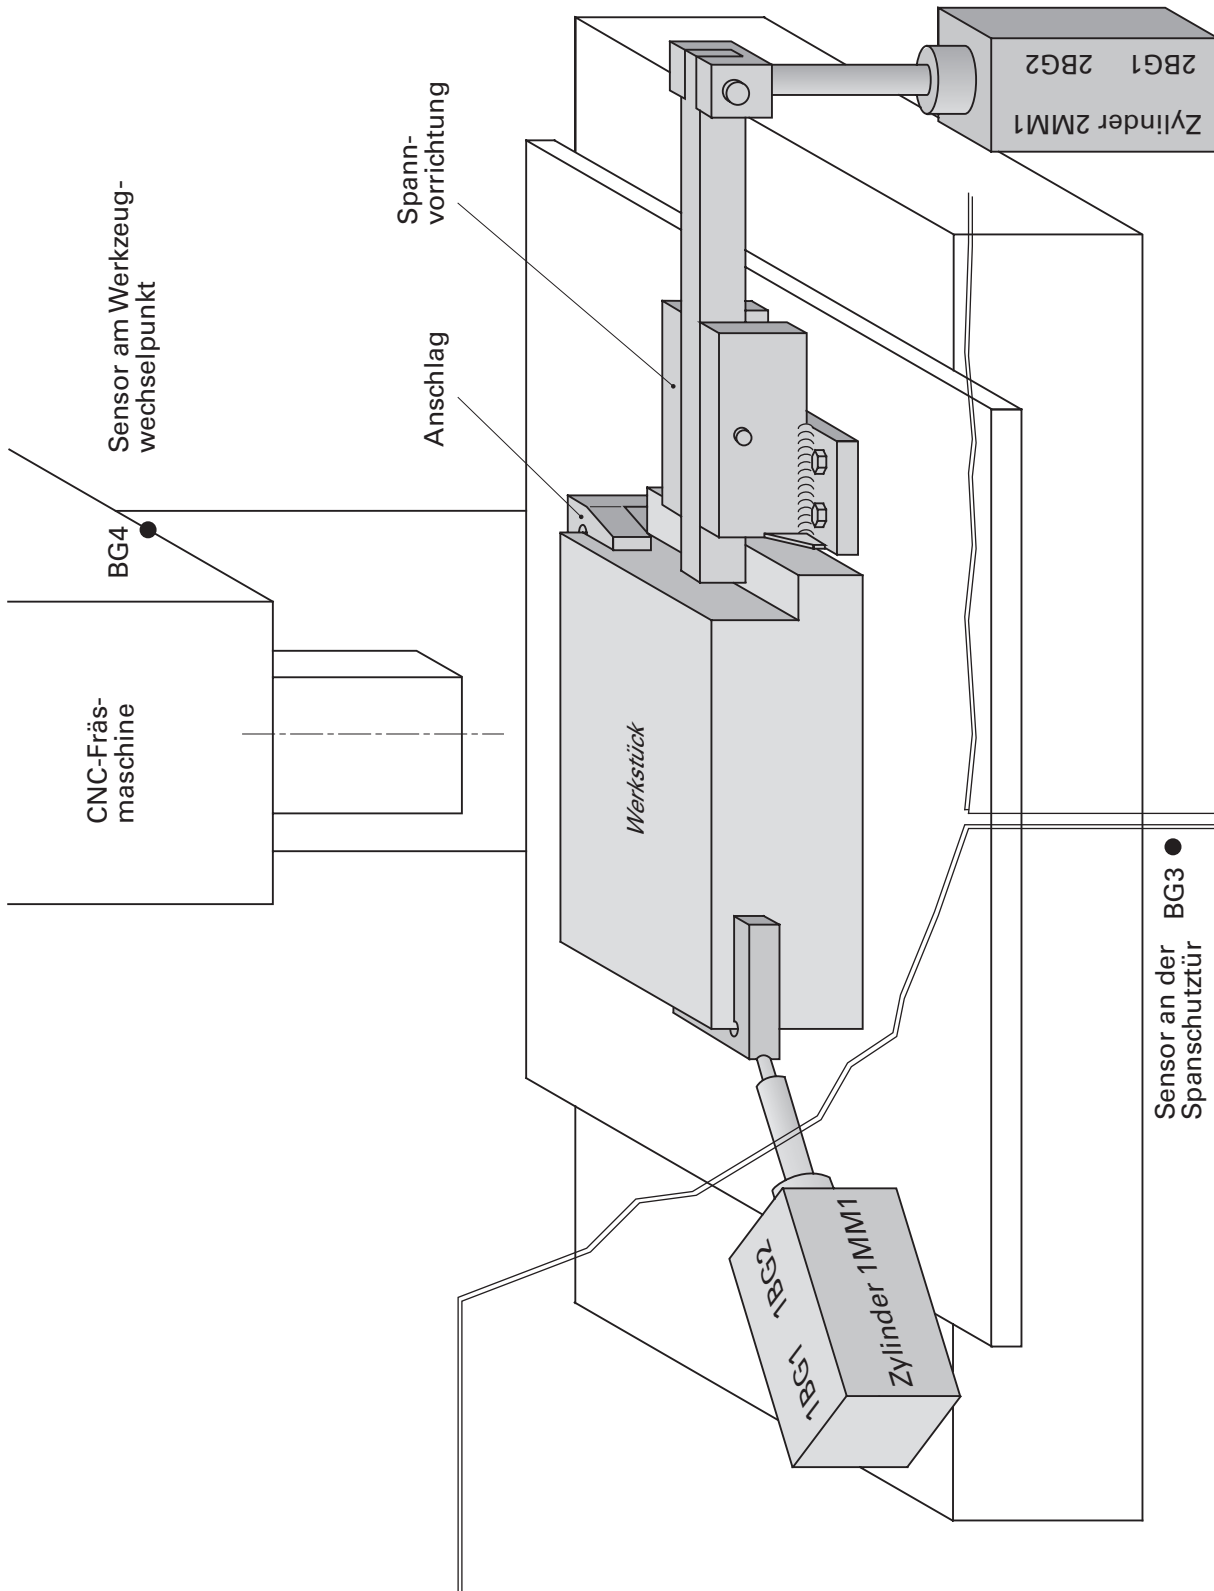 Sensor am Werkzeug-
wechselpunkt
BG4
CNC-Fräs-
maschine
Spann-
vorrichtung
Anschlag
Werkstück
Zylinder 2MM1
2BG2 2BG1
1BG1 1BG2
Zylinder 1MM1
Sensor an der
Spanschutztür
BG3